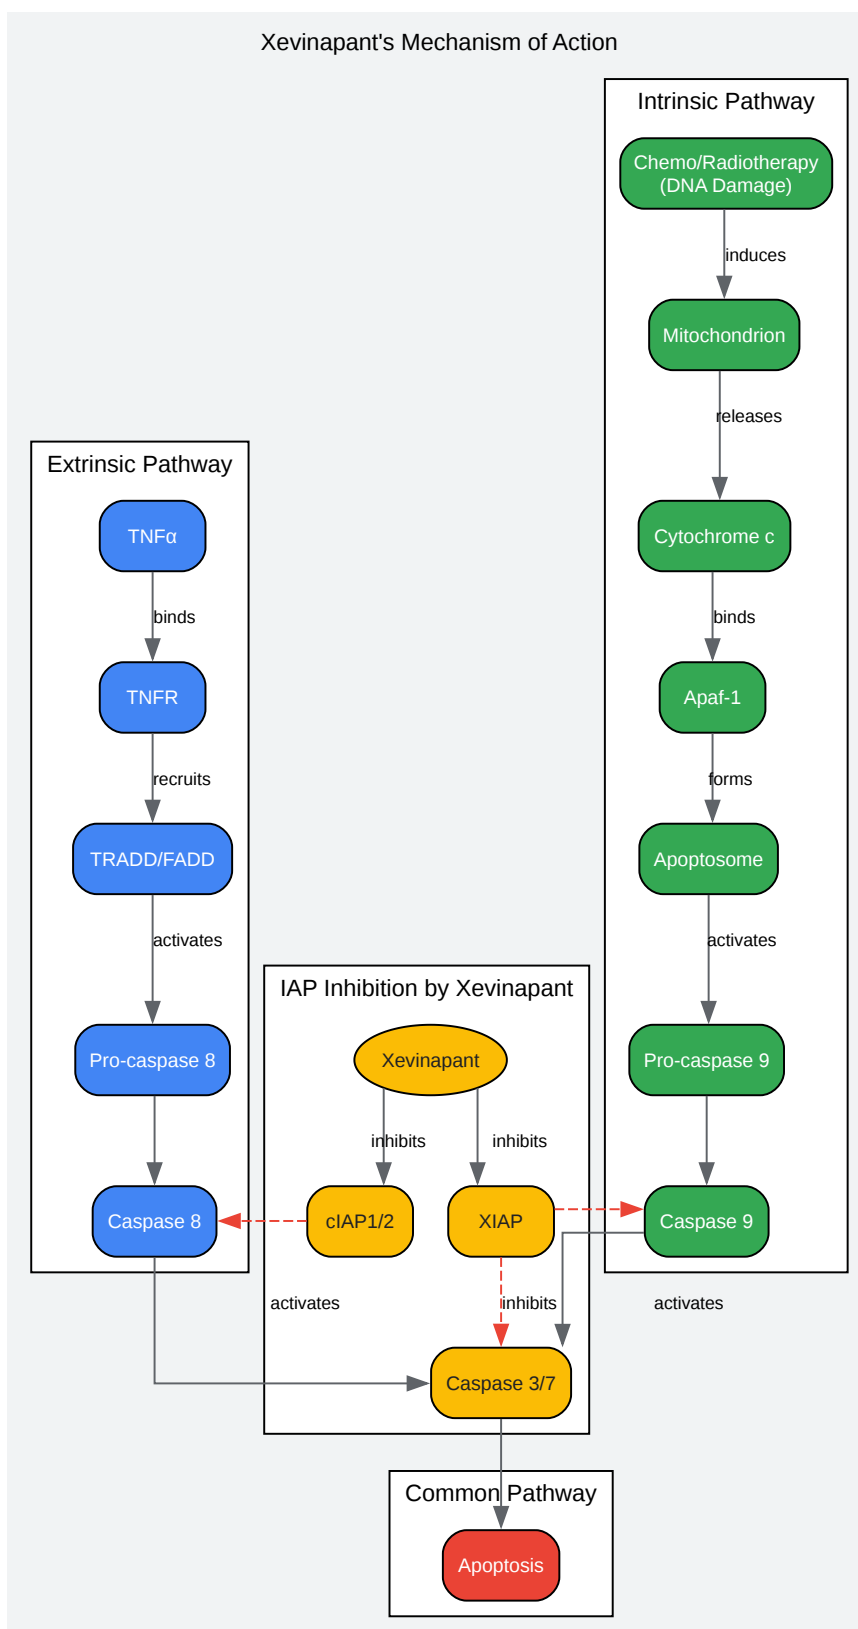 Xevinapant's Mechanism of Action
Intrinsic Pathway
Chemo/Radiotherapy
(DNA Damage)
induces
Mitochondrion
releases
Cytochrome c
binds
Apaf-1
forms
Apoptosome
activates
Pro-caspase 9
Caspase 9
activates
Extrinsic Pathway
TNFα
binds
TNFR
recruits
TRADD/FADD
activates
Pro-caspase 8
Caspase 8
activates
IAP Inhibition by Xevinapant
Xevinapant
inhibits
inhibits
cIAP1/2
XIAP
inhibits
Caspase 3/7
Common Pathway
Apoptosis